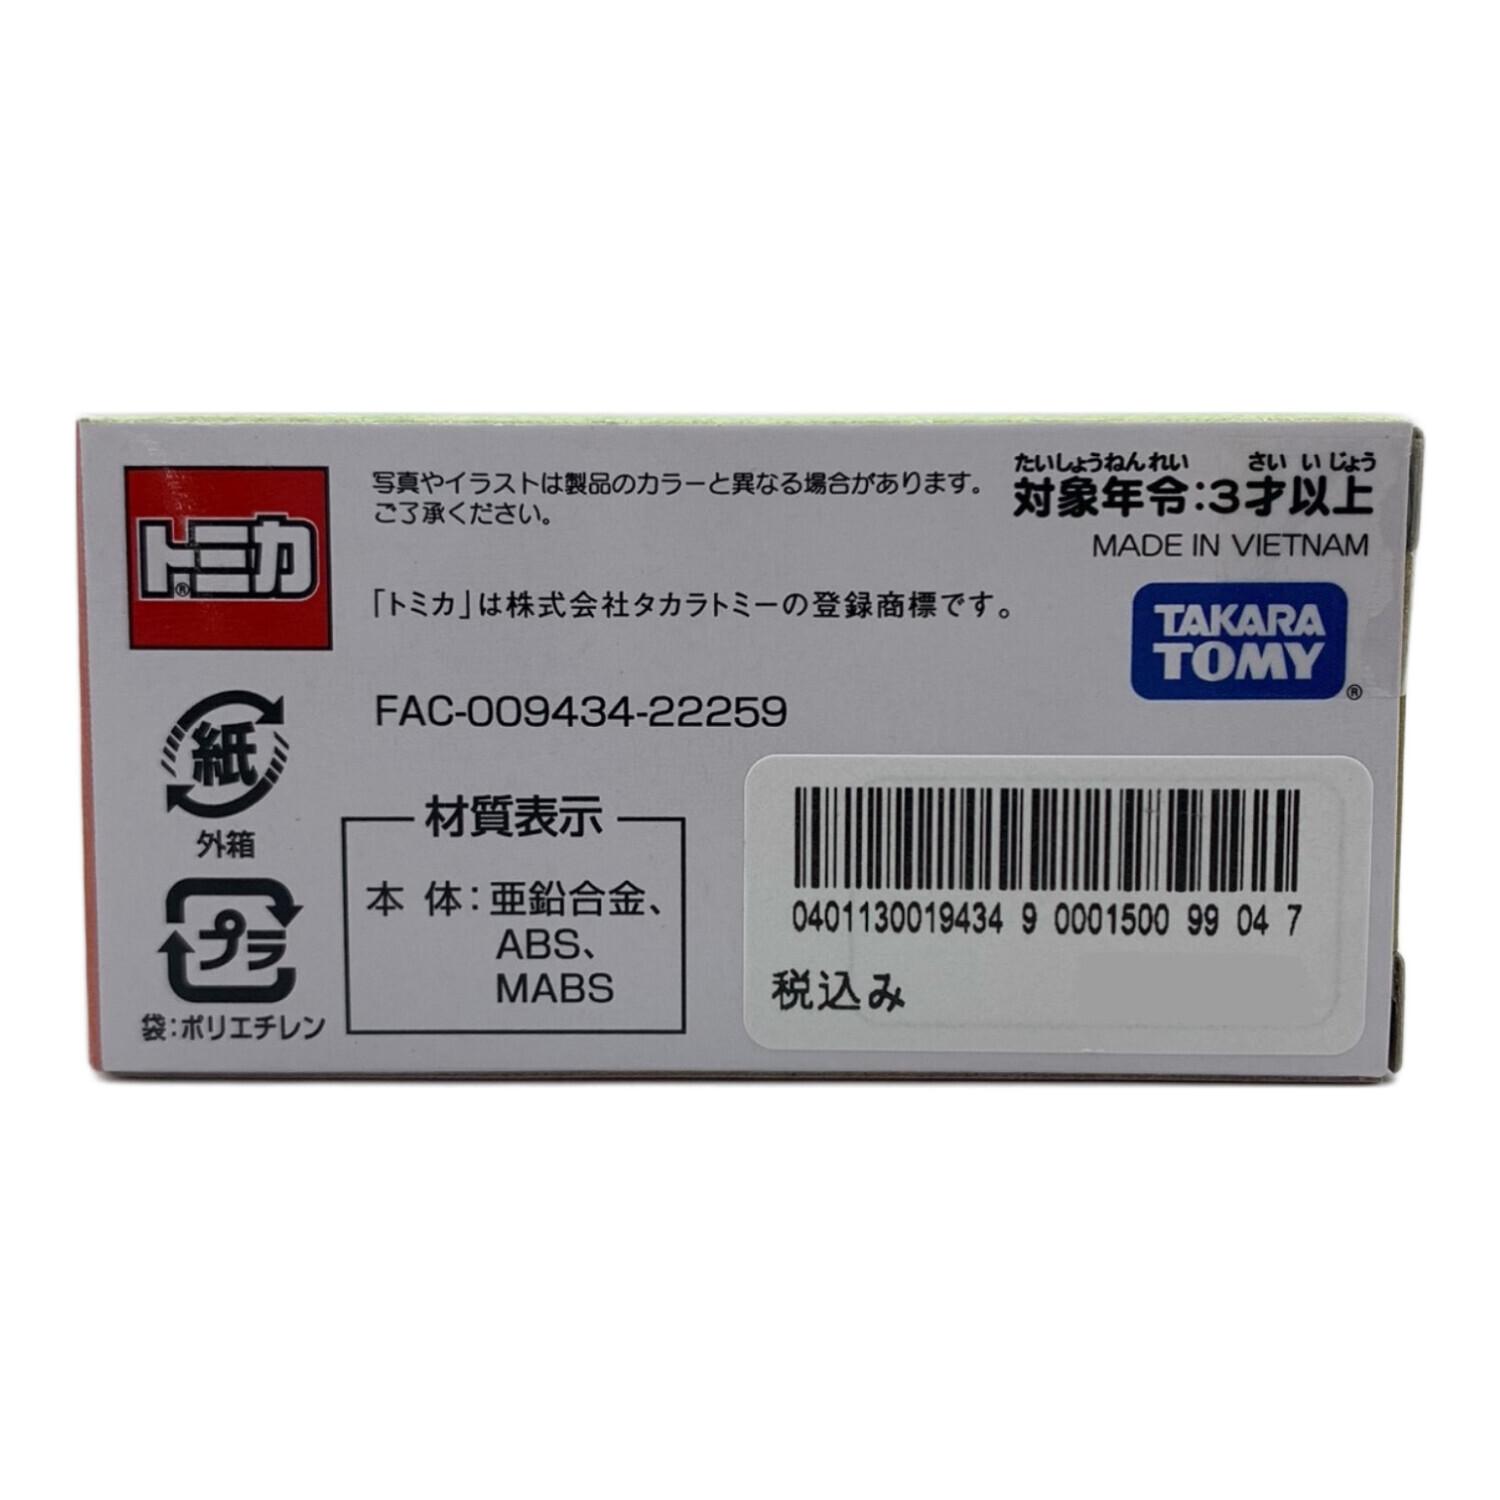 トミカ®
写真やイラストは製品のカラーと異なる場合があります。
ご了承ください。
「トミカ」は株式会社タカラトミーの登録商標です。
たいしょうねんれい さい いじょう
対象年令:3才以上
MADE IN VIETNAM
TAKARA
TOMY®
FAC-009434-22259
紙
外箱
プラ
袋:ポリエチレン
材質表示
本 体:亜鉛合金、
ABS、
MABS
0401130019434 9 0001500 99 04 7
税込み